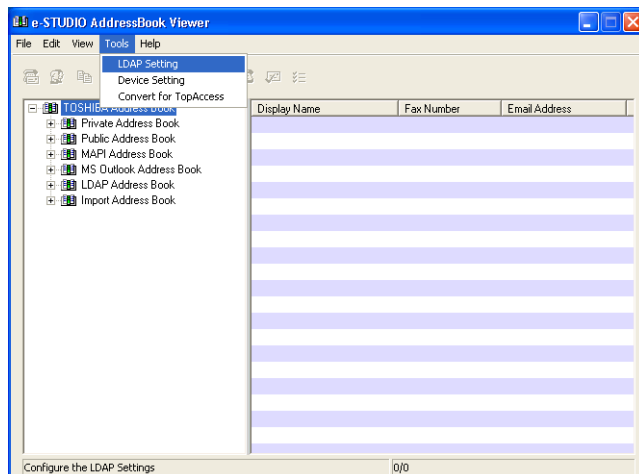 e-STUDIO AddressBook Viewer
File Edit View Tools Help
LDAP Setting
Device Setting
Convert for TopAccess
TOSHIBA Address Book
Private Address Book
Public Address Book
MAPI Address Book
MS Outlook Address Book
LDAP Address Book
Import Address Book
Display Name Fax Number Email Address
Configure the LDAP Settings 0/0